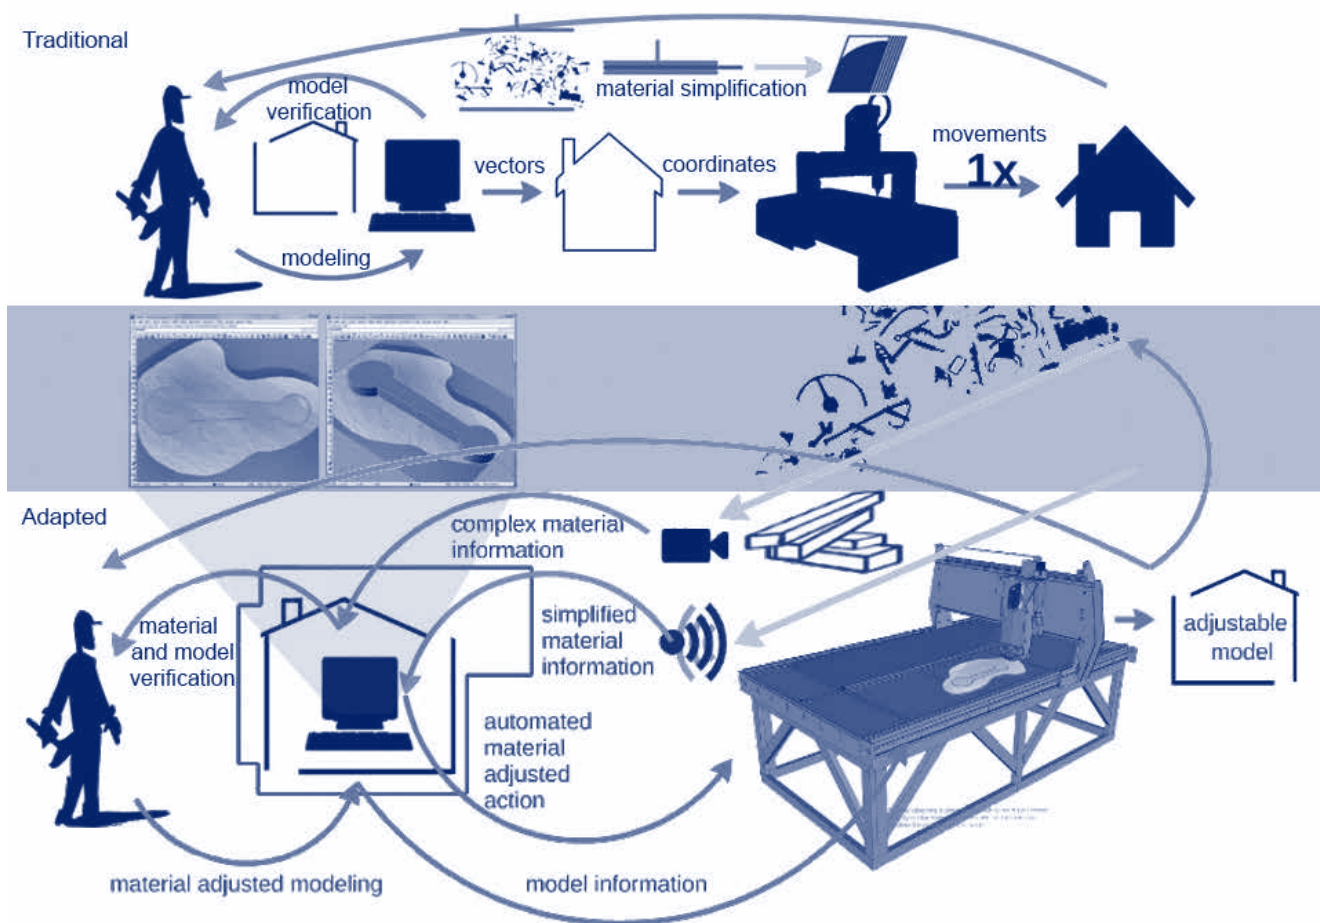 Traditional
model
verification
material simplification
movements
1x
vectors
coordinates
modeling
Adapted
complex material
information
simplified
material
information
material
and model
verification
adjustable
model
automated
material
adjusted
action
material adjusted modeling
model information